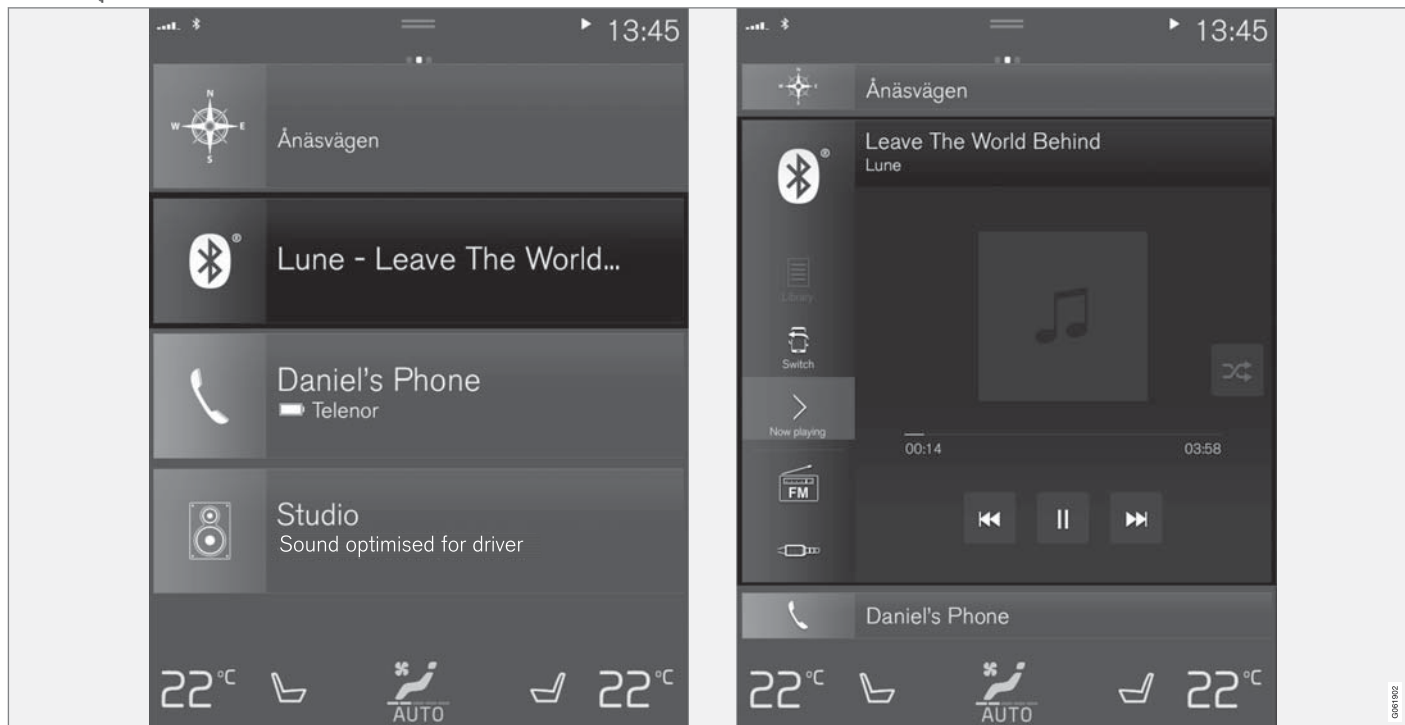 13:45
N
W E
S
Ånäsvägen
®
Lune - Leave The World...
Daniel's Phone
Telenor
Studio
Sound optimised for driver
22°C
AUTO
22°C
13:45
Ånäsvägen
®
Leave The World Behind
Lune
Library
Switch
Now playing
00:14 03:58
FM
Daniel's Phone
22°C
AUTO
22°C
G061902